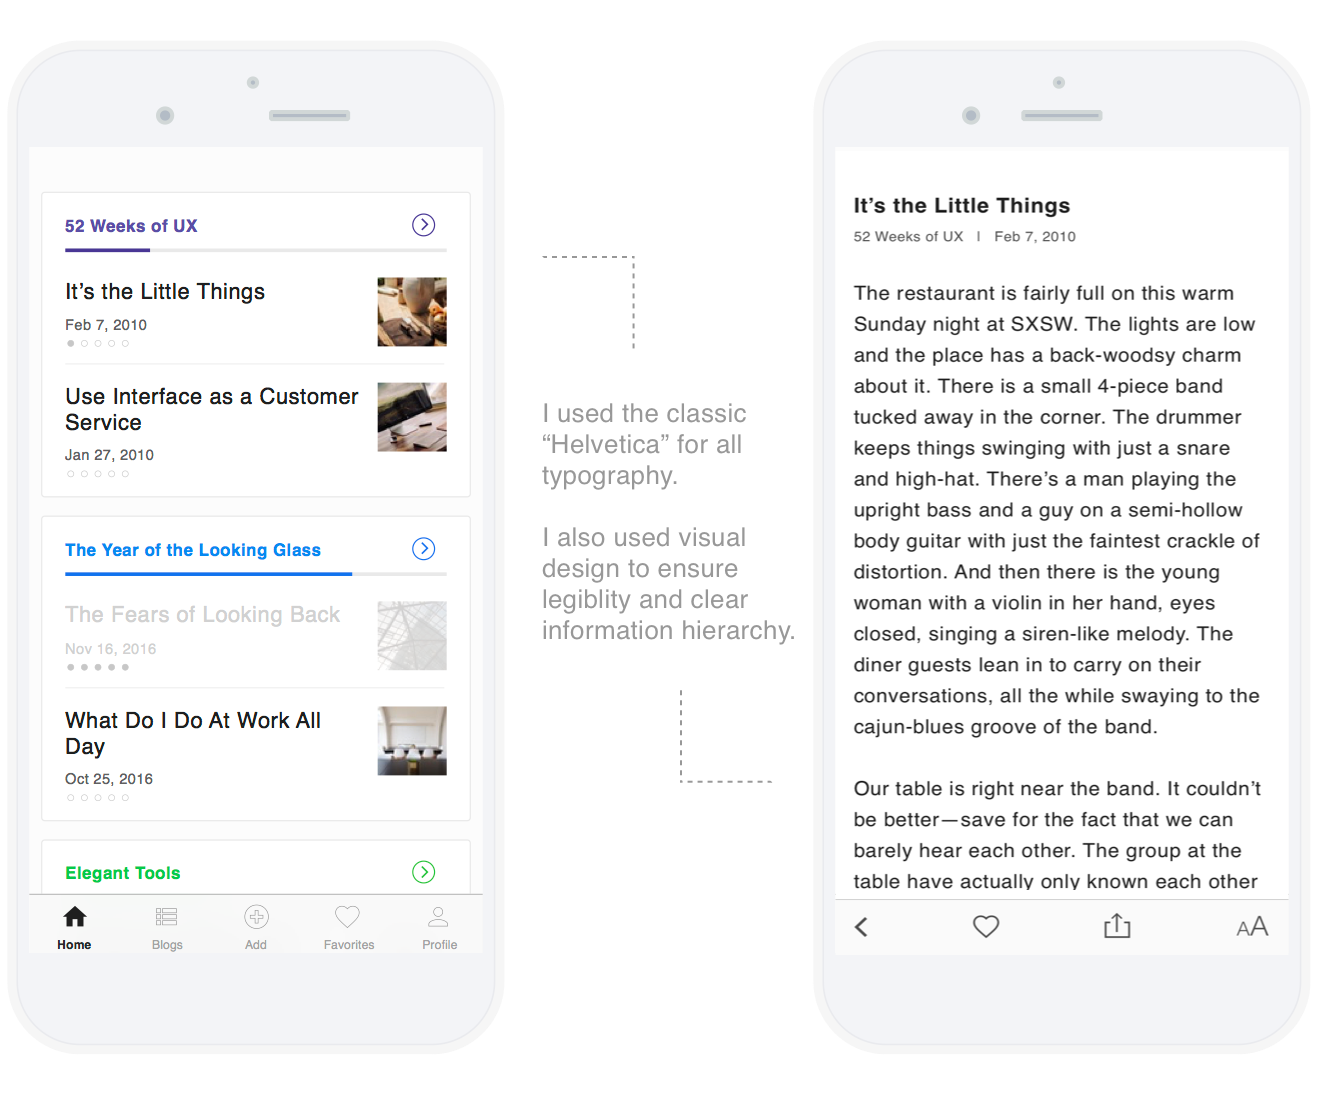 52 Weeks of UX
It's the Little Things
Feb 7, 2010
Use Interface as a Customer
Service
Jan 27, 2010
The Year of the Looking Glass
The Fears of Looking Back
Nov 16, 2016
What Do I Do At Work All
Day
Oct 25, 2016
Elegant Tools
Home
Blogs
Add
Favorites
Profile
I used the classic
“Helvetica” for all
typography.
I also used visual
design to ensure
legiblity and clear
information hierarchy.
It’s the Little Things
52 Weeks of UX | Feb 7, 2010
The restaurant is fairly full on this warm
Sunday night at SXSW. The lights are low
and the place has a back-woodsy charm
about it. There is a small 4-piece band
tucked away in the corner. The drummer
keeps things swinging with just a snare
and high-hat. There’s a man playing the
upright bass and a guy on a semi-hollow
body guitar with just the faintest crackle of
distortion. And then there is the young
woman with a violin in her hand, eyes
closed, singing a siren-like melody. The
diner guests lean in to carry on their
conversations, all the while swaying to the
cajun-blues groove of the band.
Our table is right near the band. It couldn’t
be better—save for the fact that we can
barely hear each other. The group at the
table have actually only known each other
AA